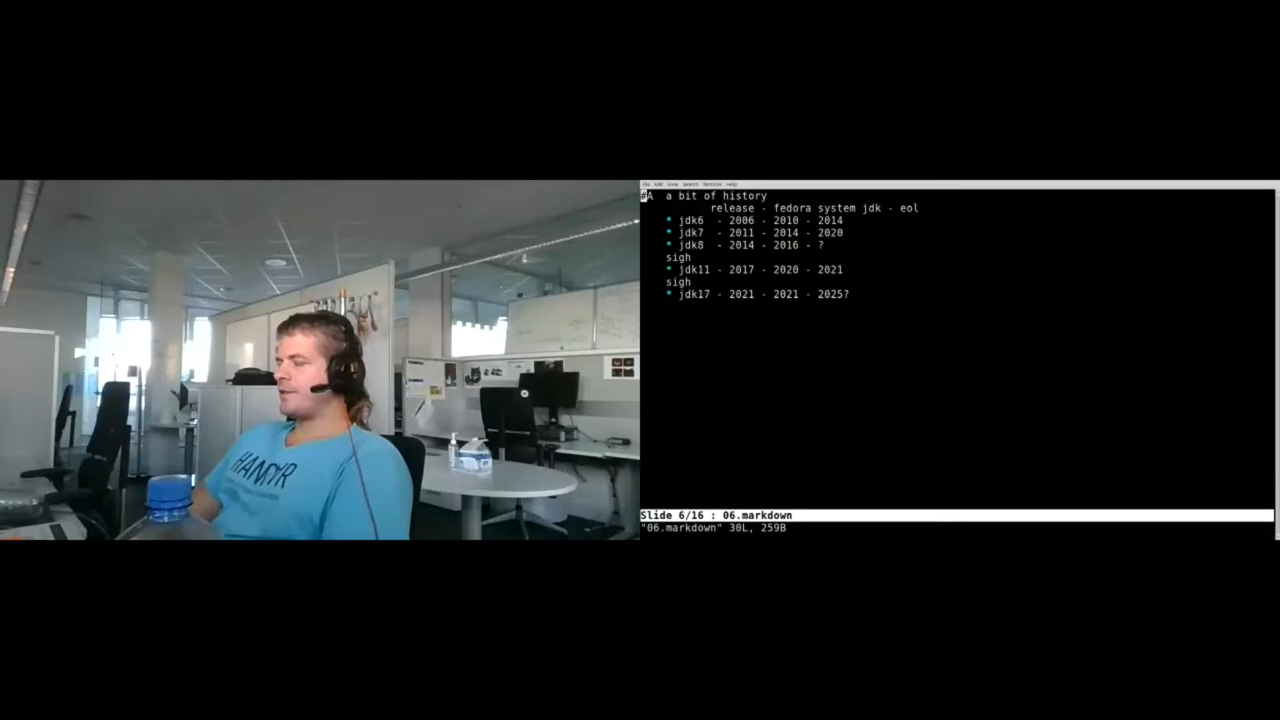 HANDYR
#A  a bit of history
release - fedora system jdk - eol
* jdk6  - 2006 - 2010 - 2014
* jdk7  - 2011 - 2014 - 2020
* jdk8  - 2014 - 2016 - ?
sigh
* jdk11 - 2017 - 2020 - 2021
sigh
* jdk17 - 2021 - 2021 - 2025?
Slide 6/16 : 06.markdown
"06.markdown" 30L, 259B